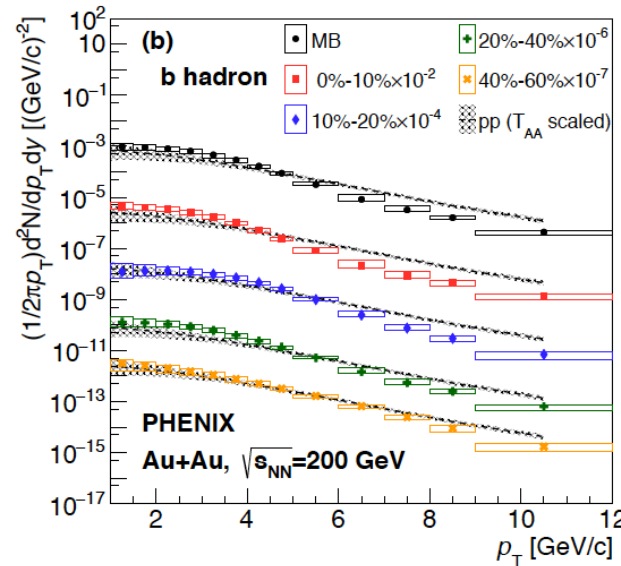 (b)
b hadron
MB
0%-10%×10^-2
10%-20%×10^-4
20%-40%×10^-6
40%-60%×10^-7
pp (T_AA scaled)
(1/2πp_T)d^2N/dp_Tdy [(GeV/c)^-2]
10^2
10
10^-1
10^-3
10^-5
10^-7
10^-9
10^-11
10^-13
10^-15
10^-17
PHENIX
Au+Au, √s_NN=200 GeV
2 4 6 8 10 12
p_T [GeV/c]